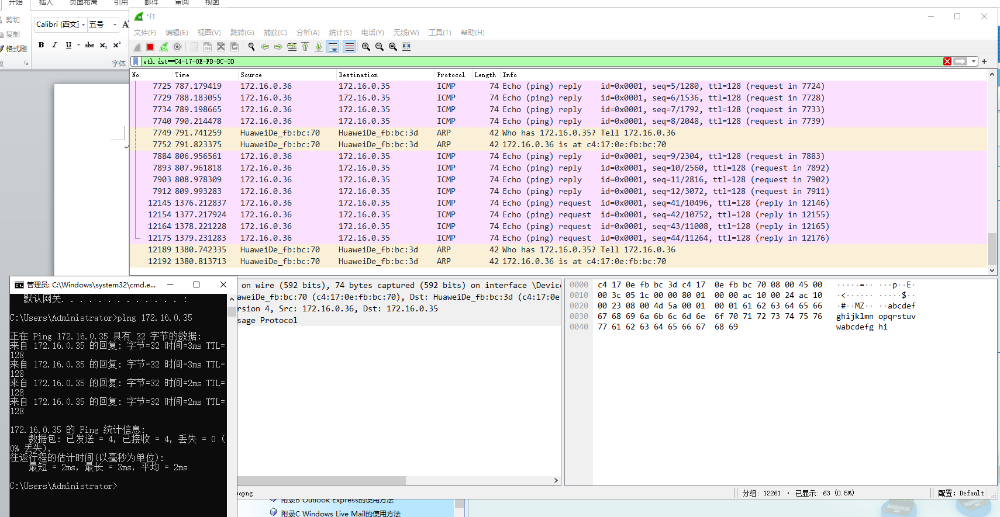 开始 插入 页面布局 引用 邮件 审阅 视图
剪切
复制
格式刷
Calibri (西文正 五号 A
B I U abc x₂ x²
字体
*f1
文件(F) 编辑(E) 视图(V) 跳转(G) 捕获(C) 分析(A) 统计(S) 电话(Y) 无线(W) 工具(T) 帮助(H)
eth.dst==C4-17-0E-FB-BC-3D
No. Time Source Destination Protocol Length Info
7725 787.179419 172.16.0.36 172.16.0.35 ICMP 74 Echo (ping) reply id=0x0001, seq=5/1280, ttl=128 (request in 7724)
7729 788.183055 172.16.0.36 172.16.0.35 ICMP 74 Echo (ping) reply id=0x0001, seq=6/1536, ttl=128 (request in 7728)
7734 789.198665 172.16.0.36 172.16.0.35 ICMP 74 Echo (ping) reply id=0x0001, seq=7/1792, ttl=128 (request in 7733)
7740 790.214478 172.16.0.36 172.16.0.35 ICMP 74 Echo (ping) reply id=0x0001, seq=8/2048, ttl=128 (request in 7739)
7749 791.741259 HuaweiDe_fb:bc:70 HuaweiDe_fb:bc:3d ARP 42 Who has 172.16.0.35? Tell 172.16.0.36
7752 791.823375 HuaweiDe_fb:bc:70 HuaweiDe_fb:bc:3d ARP 42 172.16.0.36 is at c4:17:0e:fb:bc:70
7884 806.956561 172.16.0.36 172.16.0.35 ICMP 74 Echo (ping) reply id=0x0001, seq=9/2304, ttl=128 (request in 7883)
7893 807.961818 172.16.0.36 172.16.0.35 ICMP 74 Echo (ping) reply id=0x0001, seq=10/2560, ttl=128 (request in 7892)
7903 808.978309 172.16.0.36 172.16.0.35 ICMP 74 Echo (ping) reply id=0x0001, seq=11/2816, ttl=128 (request in 7902)
7912 809.993283 172.16.0.36 172.16.0.35 ICMP 74 Echo (ping) reply id=0x0001, seq=12/3072, ttl=128 (request in 7911)
12145 1376.212837 172.16.0.36 172.16.0.35 ICMP 74 Echo (ping) request id=0x0001, seq=41/10496, ttl=128 (reply in 12146)
12154 1377.217924 172.16.0.36 172.16.0.35 ICMP 74 Echo (ping) request id=0x0001, seq=42/10752, ttl=128 (reply in 12155)
12164 1378.221228 172.16.0.36 172.16.0.35 ICMP 74 Echo (ping) request id=0x0001, seq=43/11008, ttl=128 (reply in 12165)
12175 1379.231283 172.16.0.36 172.16.0.35 ICMP 74 Echo (ping) request id=0x0001, seq=44/11264, ttl=128 (reply in 12176)
12189 1380.742335 HuaweiDe_fb:bc:70 HuaweiDe_fb:bc:3d ARP 42 Who has 172.16.0.35? Tell 172.16.0.36
12192 1380.813713 HuaweiDe_fb:bc:70 HuaweiDe_fb:bc:3d ARP 42 172.16.0.36 is at c4:17:0e:fb:bc:70
管理员: C:\Windows\system32\cmd.e...
默认网关. . . . . . . . . . . . . :
C:\Users\Administrator>ping 172.16.0.35
正在 Ping 172.16.0.35 具有 32 字节的数据:
来自 172.16.0.35 的回复: 字节=32 时间=3ms TTL=
128
来自 172.16.0.35 的回复: 字节=32 时间=3ms TTL=
128
来自 172.16.0.35 的回复: 字节=32 时间=2ms TTL=
128
来自 172.16.0.35 的回复: 字节=32 时间=2ms TTL=
128
172.16.0.35 的 Ping 统计信息:
数据包: 已发送 = 4, 已接收 = 4, 丢失 = 0 (
0% 丢失),
往返行程的估计时间(以毫秒为单位):
最短 = 2ms, 最长 = 3ms, 平均 = 2ms
C:\Users\Administrator>
on wire (592 bits), 74 bytes captured (592 bits) on interface \Device
aweiDe_fb:bc:70 (c4:17:0e:fb:bc:70), Dst: HuaweiDe_fb:bc:3d (c4:17:0e
rsion 4, Src: 172.16.0.36, Dst: 172.16.0.35
sage Protocol
0000 c4 17 0e fb bc 3d c4 17 0e fb bc 70 08 00 45 00 ·····=·· ···p··E·
0010 00 3c 05 1c 00 00 80 01 00 00 ac 10 00 24 ac 10 ·<······ ·····$··
0020 00 23 08 00 4d 5a 00 01 00 01 61 62 63 64 65 66 ·#··MZ·· ··abcdef
0030 67 68 69 6a 6b 6c 6d 6e 6f 70 71 72 73 74 75 76 ghijklmn opqrstuv
0040 77 61 62 63 64 65 66 67 68 69 wabcdefg hi
apng
分组: 12261 · 已显示: 63 (0.5%)
配置: Default
附录B Outlook Express的使用方法
附录C Windows Live Mail的使用方法